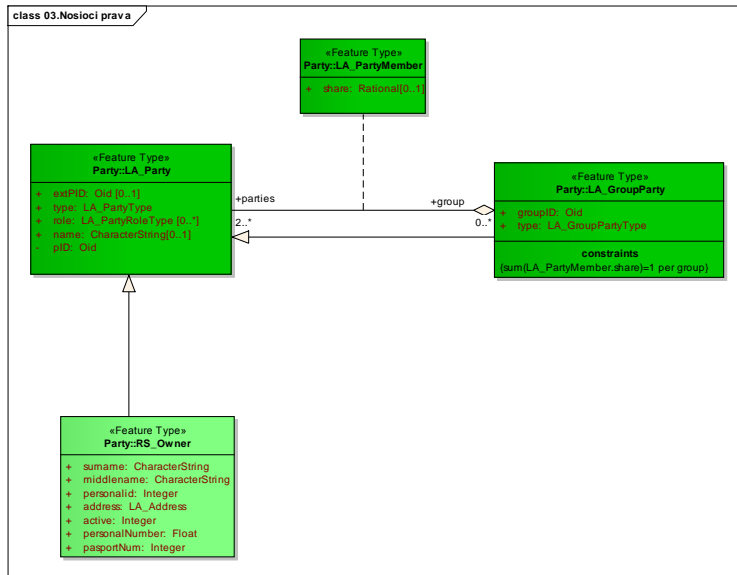 class 03.Nosioci prava
«Feature Type»
Party::LA_PartyMember
+ share: Rational[0..1]
«Feature Type»
Party::LA_Party
+ extPID: Oid [0..1]
+ type: LA_PartyType
+ role: LA_PartyRoleType [0..*]
+ name: CharacterString[0..1]
- pID: Oid
+parties
2..*
+group
0..*
«Feature Type»
Party::LA_GroupParty
+ groupID: Oid
+ type: LA_GroupPartyType
constraints
{sum(LA_PartyMember.share)=1 per group}
«Feature Type»
Party::RS_Owner
+ surname: CharacterString
+ middlename: CharacterString
+ personalid: Integer
+ address: LA_Address
+ active: Integer
+ personalNumber: Float
+ pasportNum: Integer